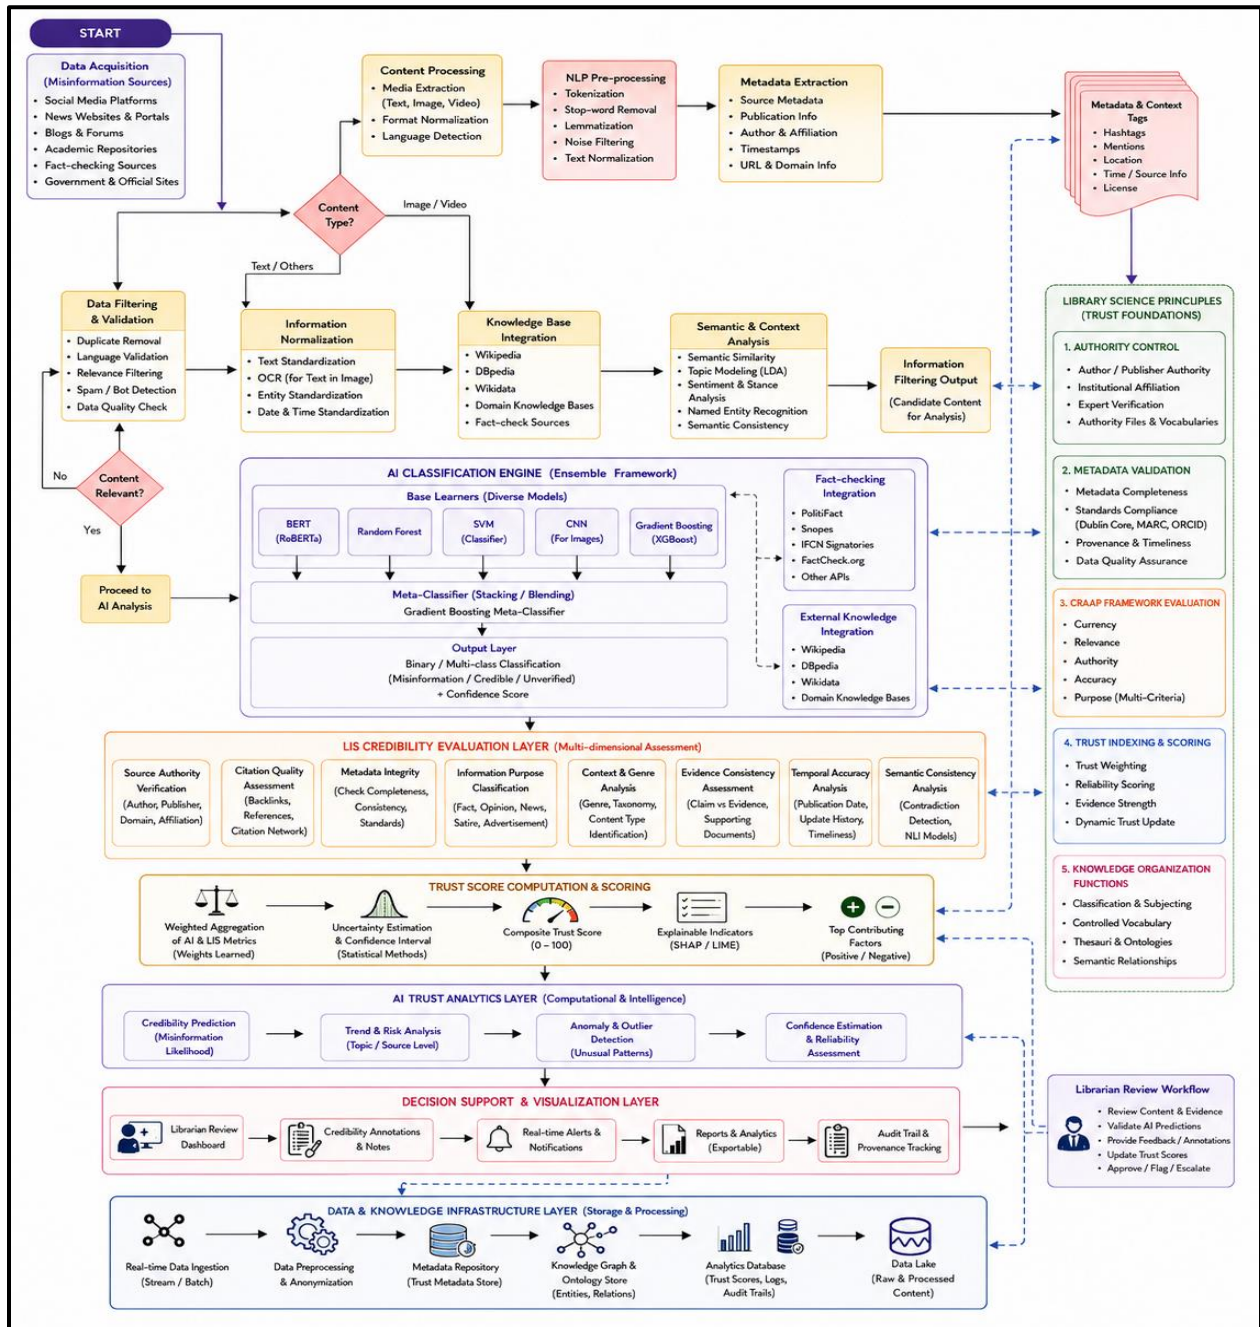 START
Data Acquisition
(Misinformation Sources)
• Social Media Platforms
• News Websites & Portals
• Blogs & Forums
• Academic Repositories
• Fact-checking Sources
• Government & Official Sites
Content Processing
• Media Extraction
(Text, Image, Video)
• Format Normalization
• Language Detection
NLP Pre-processing
• Tokenization
• Stop-word Removal
• Lemmatization
• Noise Filtering
• Text Normalization
Metadata Extraction
• Source Metadata
• Publication Info
• Author & Affiliation
• Timestamps
• URL & Domain Info
Metadata & Context
Tags
• Hashtags
• Mentions
• Location
• Time / Source Info
• License
Content
Type?
Image / Video
Text / Others
Data Filtering
& Validation
• Duplicate Removal
• Language Validation
• Relevance Filtering
• Spam / Bot Detection
• Data Quality Check
Information
Normalization
• Text Standardization
• OCR (for Text in Image)
• Entity Standardization
• Date & Time Standardization
Knowledge Base
Integration
• Wikipedia
• DBpedia
• Wikidata
• Domain Knowledge Bases
• Fact-check Sources
Semantic & Context
Analysis
• Semantic Similarity
• Topic Modeling (LDA)
• Sentiment & Stance
Analysis
• Named Entity Recognition
• Semantic Consistency
Information
Filtering Output
(Candidate Content
for Analysis)
No
Content
Relevant?
Yes
Proceed to
AI Analysis
AI CLASSIFICATION ENGINE (Ensemble Framework)
Base Learners (Diverse Models)
BERT
(RoBERTa)
Random Forest
SVM
(Classifier)
CNN
(For Images)
Gradient Boosting
(XGBoost)
Meta-Classifier (Stacking / Blending)
Gradient Boosting Meta-Classifier
Output Layer
Binary / Multi-class Classification
(Misinformation / Credible / Unverified)
+ Confidence Score
Fact-checking
Integration
• PolitiFact
• Snopes
• IFCN Signatories
• FactCheck.org
• Other APIs
External Knowledge
Integration
• Wikipedia
• DBpedia
• Wikidata
• Domain Knowledge Bases
LIBRARY SCIENCE PRINCIPLES
(TRUST FOUNDATIONS)
1. AUTHORITY CONTROL
• Author / Publisher Authority
• Institutional Affiliation
• Expert Verification
• Authority Files & Vocabularies
2. METADATA VALIDATION
• Metadata Completeness
• Standards Compliance
(Dublin Core, MARC, ORCID)
• Provenance & Timeliness
• Data Quality Assurance
3. CRAAP FRAMEWORK EVALUATION
• Currency
• Relevance
• Authority
• Accuracy
• Purpose (Multi-Criteria)
4. TRUST INDEXING & SCORING
• Trust Weighting
• Reliability Scoring
• Evidence Strength
• Dynamic Trust Update
5. KNOWLEDGE ORGANIZATION
FUNCTIONS
• Classification & Subjecting
• Controlled Vocabulary
• Thesauri & Ontologies
• Semantic Relationships
LIS CREDIBILITY EVALUATION LAYER (Multi-dimensional Assessment)
Source Authority
Verification
(Author, Publisher,
Domain, Affiliation)
Citation Quality
Assessment
(Backlinks,
References,
Citation Network)
Metadata Integrity
(Check Completeness,
Consistency,
Standards)
Information Purpose
Classification
(Fact, Opinion, News,
Satire, Advertisement)
Context & Genre
Analysis
(Genre, Taxonomy,
Content Type
Identification)
Evidence Consistency
Assessment
(Claim vs Evidence,
Supporting
Documents)
Temporal Accuracy
Analysis
(Publication Date,
Update History,
Timeliness)
Semantic Consistency
Analysis
(Contradiction
Detection,
NLI Models)
TRUST SCORE COMPUTATION & SCORING
Weighted Aggregation
of AI & LIS Metrics
(Weights Learned)
Uncertainty Estimation
& Confidence Interval
(Statistical Methods)
Composite Trust Score
(0 – 100)
Explainable Indicators
(SHAP / LIME)
Top Contributing
Factors
(Positive / Negative)
AI TRUST ANALYTICS LAYER (Computational & Intelligence)
Credibility Prediction
(Misinformation
Likelihood)
Trend & Risk Analysis
(Topic / Source Level)
Anomaly & Outlier
Detection
(Unusual Patterns)
Confidence Estimation
& Reliability
Assessment
DECISION SUPPORT & VISUALIZATION LAYER
Librarian Review
Dashboard
Credibility Annotations
& Notes
Real-time Alerts &
Notifications
Reports & Analytics
(Exportable)
Audit Trail &
Provenance Tracking
Librarian Review Workflow
• Review Content & Evidence
• Validate AI Predictions
• Provide Feedback / Annotations
• Update Trust Scores
• Approve / Flag / Escalate
DATA & KNOWLEDGE INFRASTRUCTURE LAYER (Storage & Processing)
Real-time Data Ingestion
(Stream / Batch)
Data Preprocessing
& Anonymization
Metadata Repository
(Trust Metadata Store)
Knowledge Graph &
Ontology Store
(Entities, Relations)
Analytics Database
(Trust Scores, Logs,
Audit Trails)
Data Lake
(Raw & Processed
Content)